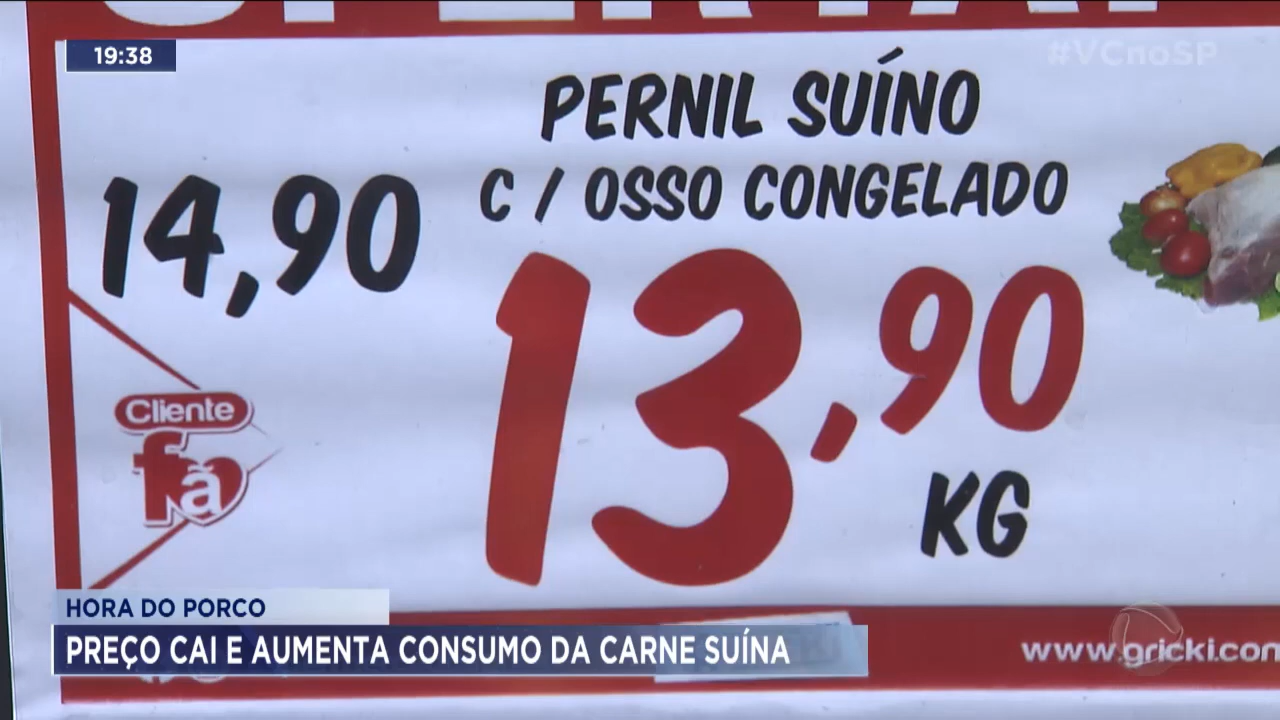 19:38
#VCnoSP
PERNIL SUÍNO
C / OSSO CONGELADO
14,90
13,90
KG
Cliente
fã
HORA DO PORCO
PREÇO CAI E AUMENTA CONSUMO DA CARNE SUÍNA
www.gricki.com